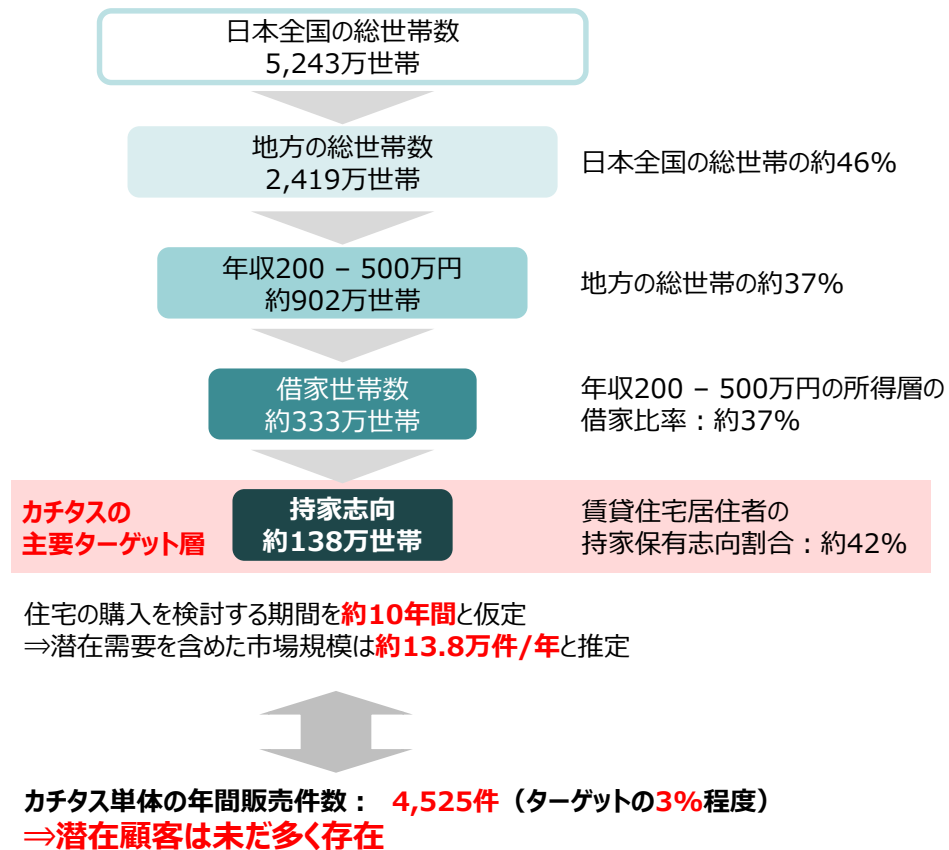 日本全国の総世帯数
5,243万世帯
地方の総世帯数
2,419万世帯
日本全国の総世帯の約46%
年収200 – 500万円
約902万世帯
地方の総世帯の約37%
借家世帯数
約333万世帯
年収200 – 500万円の所得層の
借家比率：約37%
カチタスの
主要ターゲット層
持家志向
約138万世帯
賃貸住宅居住者の
持家保有志向割合：約42%
住宅の購入を検討する期間を約10年間と仮定
⇒潜在需要を含めた市場規模は約13.8万件/年と推定
カチタス単体の年間販売件数： 4,525件（ターゲットの3%程度）
⇒潜在顧客は未だ多く存在